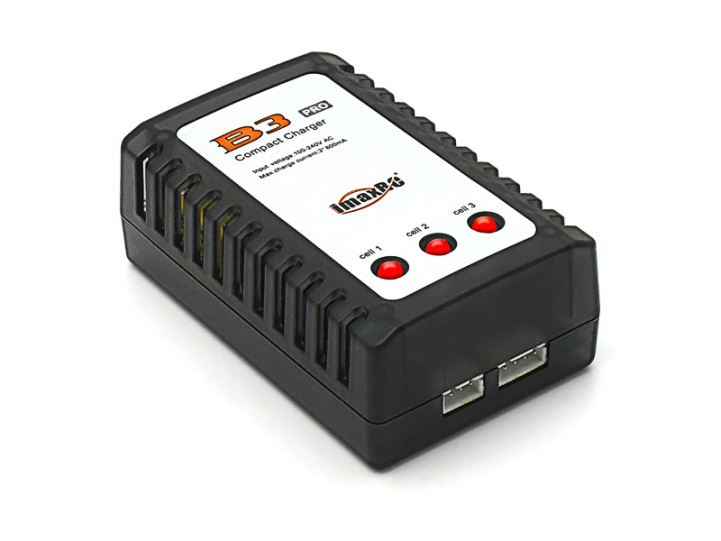 B3 PRO
Compact Charger
Input voltage 100-240V AC
Max.charge current:3* 800mA
imaxRC
cell 1
cell 2
cell 3